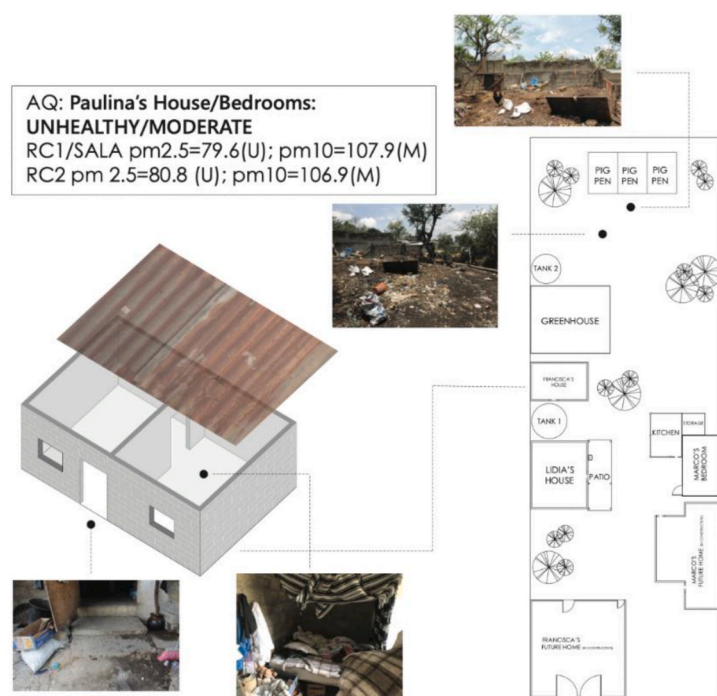 AQ: Paulina's House/Bedrooms:
UNHEALTHY/MODERATE
RC1/SALA pm2.5=79.6(U); pm10=107.9(M)
RC2 pm 2.5=80.8 (U); pm10=106.9(M)
PIG
PEN
PIG
PEN
PIG
PEN
TANK 2
GREENHOUSE
FRANCISCA'S
HOUSE
TANK 1
KITCHEN
STORAGE
LIDIA'S
HOUSE
PATIO
MARCO'S
BEDROOM
MARCO'S
FUTURE HOME
FRANCISCA'S
FUTURE HOME